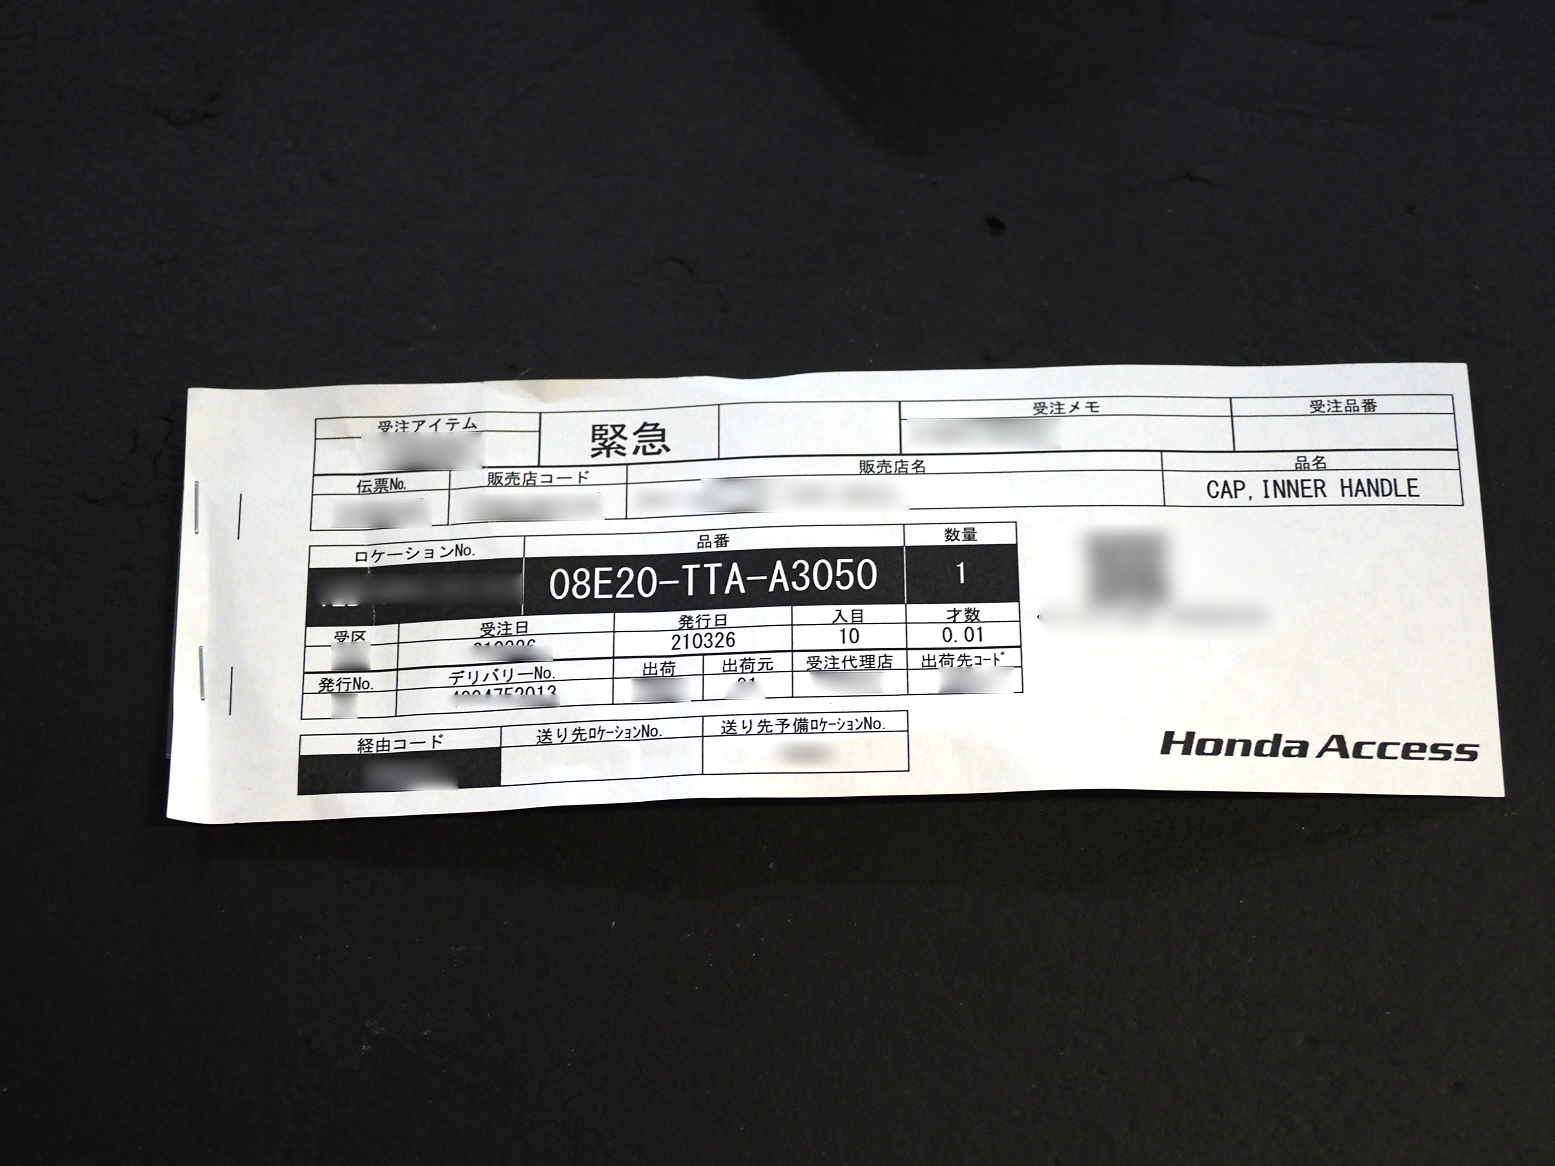 受注アイテム
緊急
受注メモ
受注品番
伝票No.
販売店コード
販売店名
品名
CAP,INNER HANDLE
ロケーションNo.
品番
数量
08E20-TTA-A3050
1
受区
受注日
発行日
入目
才数
210326
10
0.01
発行No.
デリバリーNo.
出荷
出荷元
受注代理店
出荷先ｺｰﾄﾞ
経由コード
送り先ﾛｹｰｼｮﾝNo.
送り先予備ﾛｹｰｼｮﾝNo.
Honda Access